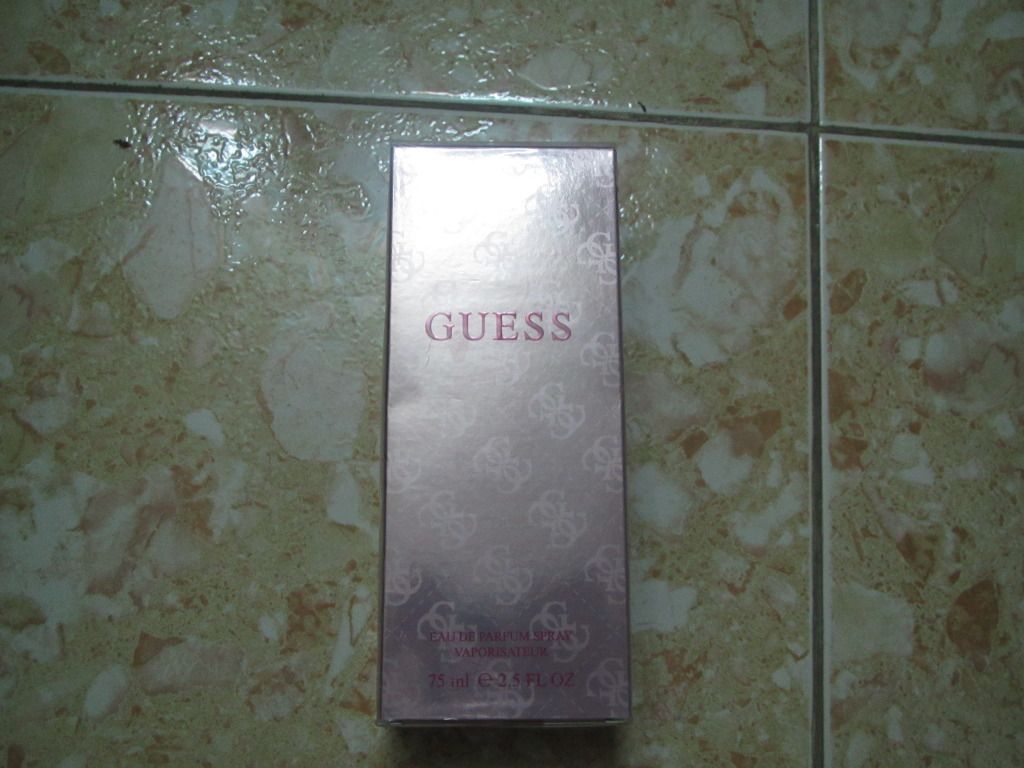 GUESS
EAU DE PARFUM SPRAY
VAPORISATEUR
75 ml ℮ 2.5 FL OZ